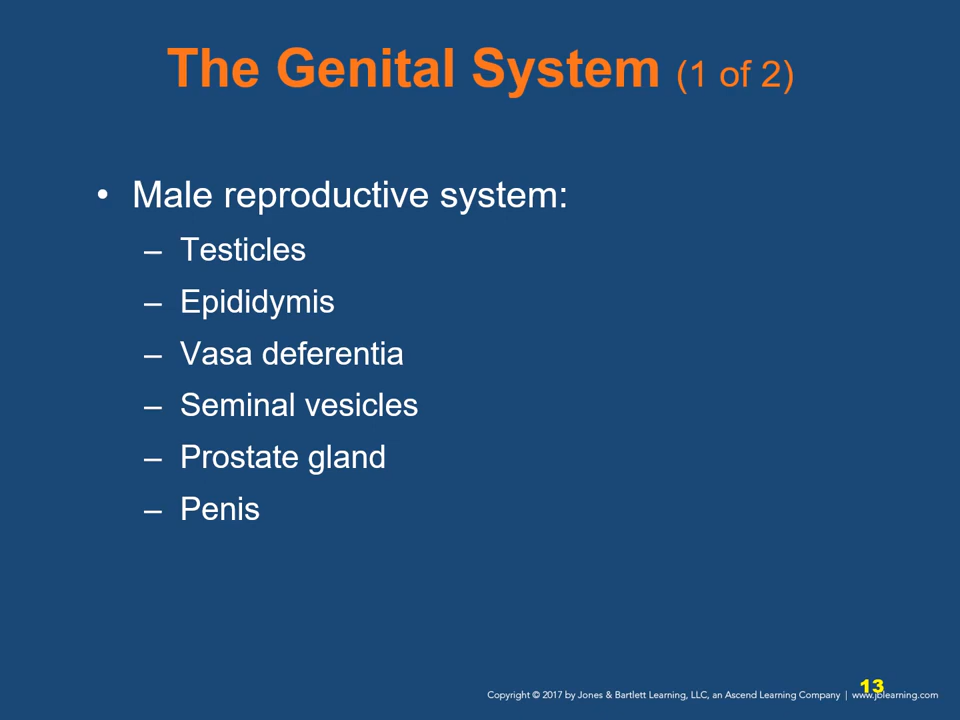 The Genital System (1 of 2)
• Male reproductive system:
– Testicles
– Epididymis
– Vasa deferentia
– Seminal vesicles
– Prostate gland
– Penis
13
Copyright © 2017 by Jones & Bartlett Learning, LLC, an Ascend Learning Company | www.jblearning.com